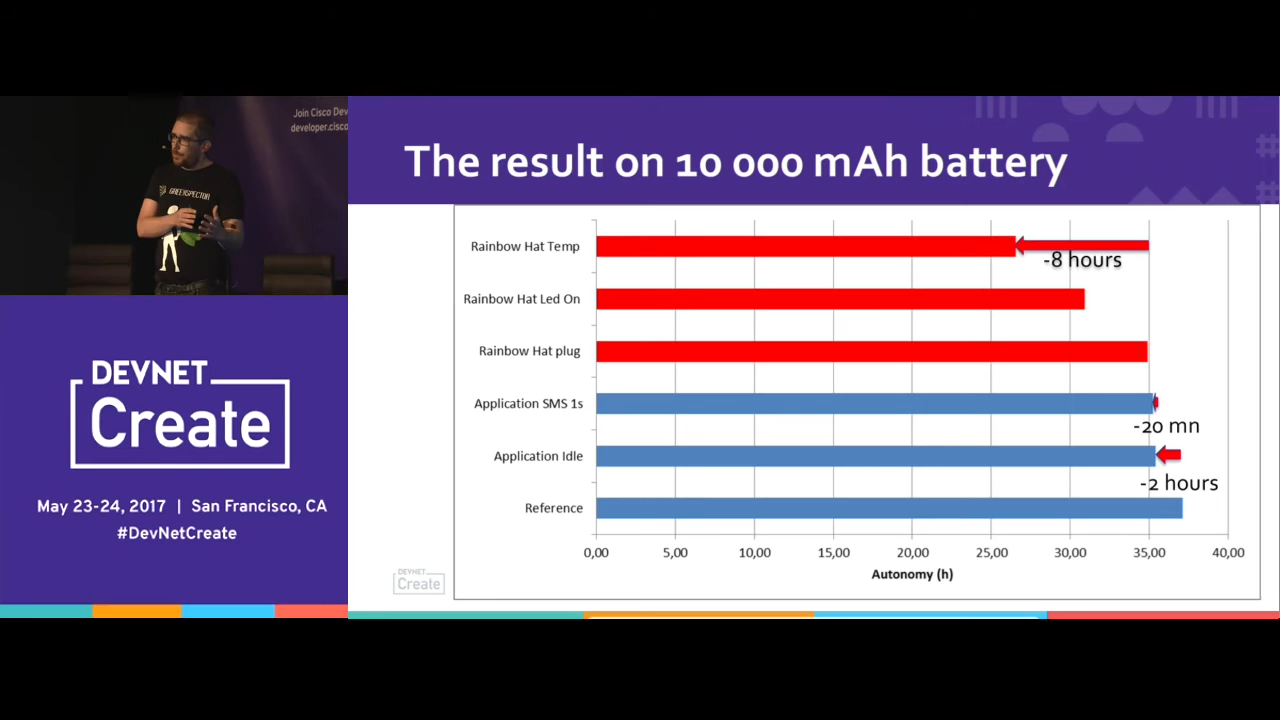 Join Cisco Dev
developer.cisco
GREENSPECTOR
DEVNET
Create
May 23-24, 2017 | San Francisco, CA
#DevNetCreate
The result on 10 000 mAh battery
Rainbow Hat Temp
-8 hours
Rainbow Hat Led On
Rainbow Hat plug
Application SMS 1s
-20 mn
Application Idle
-2 hours
Reference
0,00 5,00 10,00 15,00 20,00 25,00 30,00 35,00 40,00
Autonomy (h)
DEVNET
Create